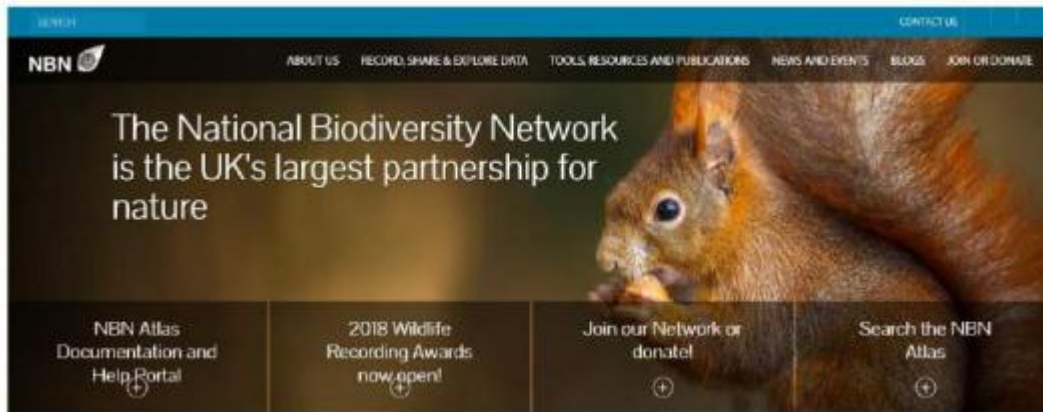 SEARCH
CONTACT US
NBN
ABOUT US RECORD, SHARE & EXPLORE DATA TOOLS, RESOURCES AND PUBLICATIONS NEWS AND EVENTS BLOGS JOIN OR DONATE
The National Biodiversity Network
is the UK's largest partnership for
nature
NBN Atlas
Documentation and
Help Portal
2018 Wildlife
Recording Awards
now open!
Join our Network or
donate!
Search the NBN
Atlas